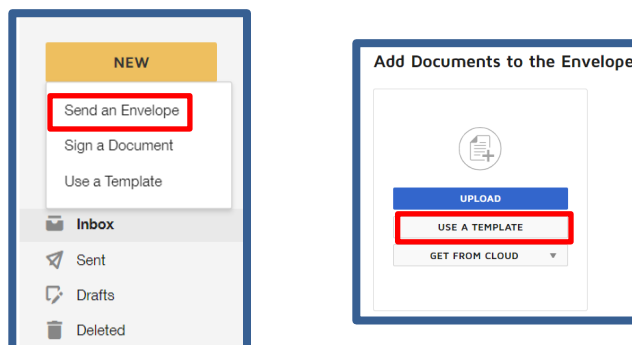 NEW
Send an Envelope
Sign a Document
Use a Template
Inbox
Sent
Drafts
Deleted
Add Documents to the Envelope
UPLOAD
USE A TEMPLATE
GET FROM CLOUD